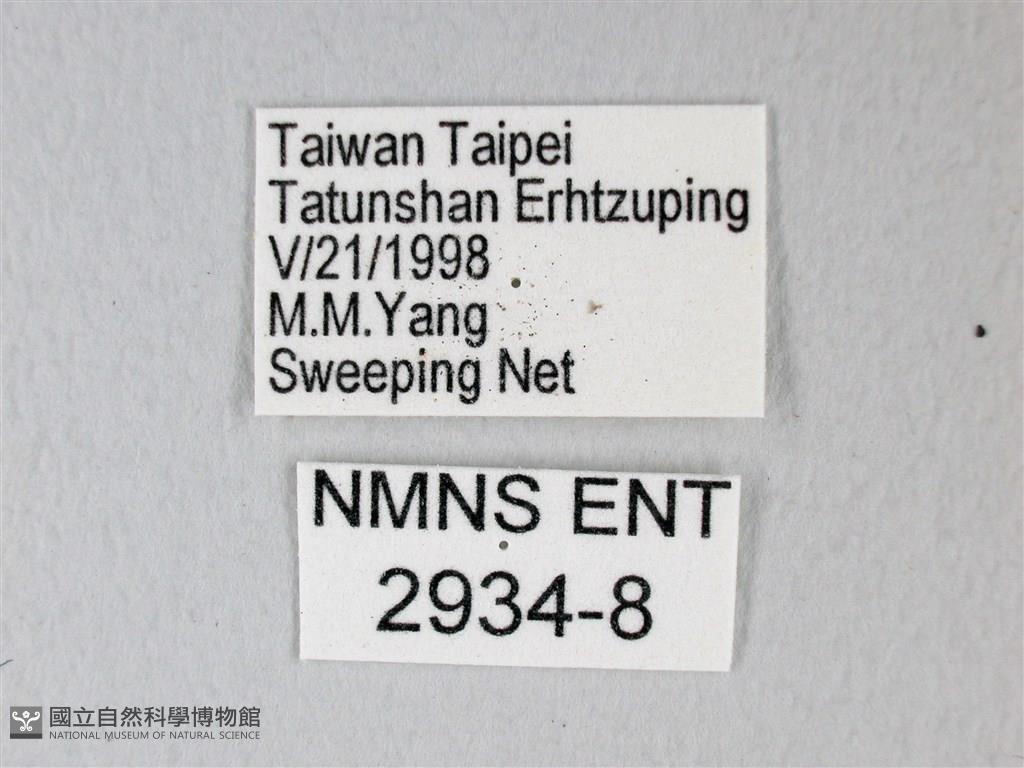 Taiwan Taipei
Tatunshan Erhtzuping
V/21/1998
M.M.Yang
Sweeping Net
NMNS ENT
2934-8
國立自然科學博物館
NATIONAL MUSEUM OF NATURAL SCIENCE